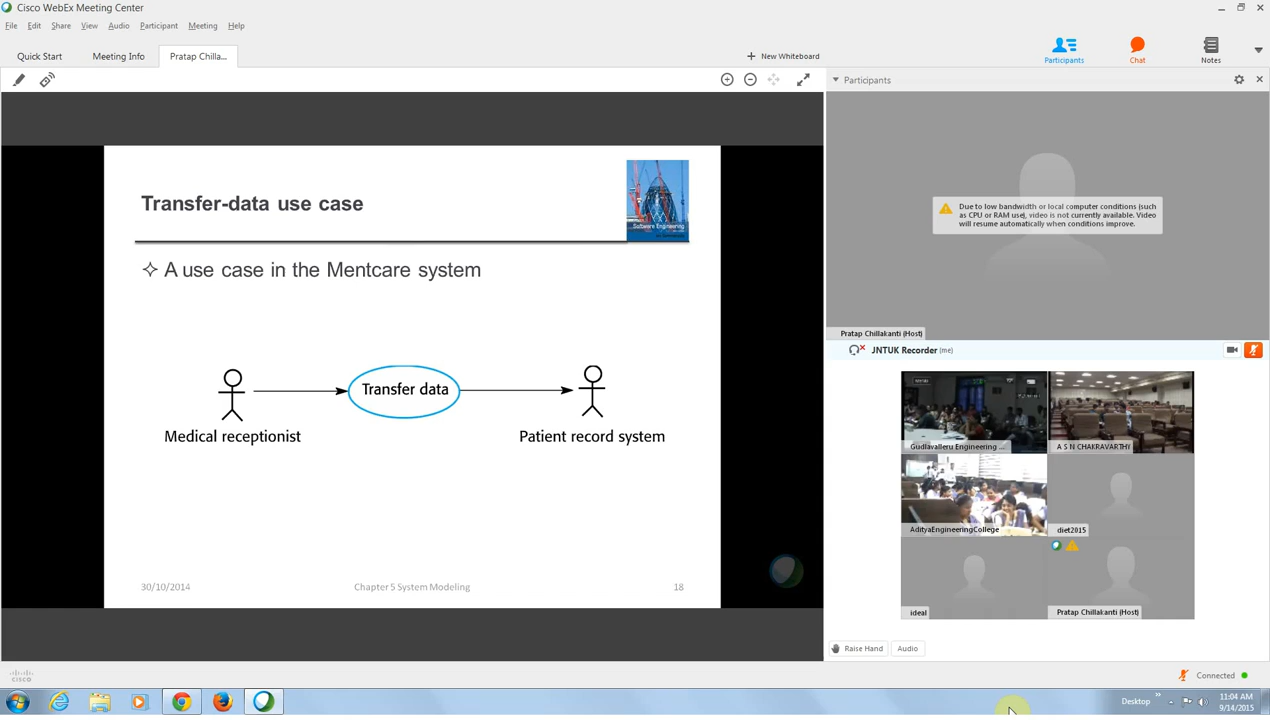 Cisco WebEx Meeting Center
File Edit Share View Audio Participant Meeting Help
Quick Start Meeting Info Pratap Chilla... New Whiteboard
Participants Chat Notes
Participants
Transfer-data use case
Software Engineering
A use case in the Mentcare system
Transfer data
Medical receptionist Patient record system
30/10/2014 Chapter 5 System Modeling 18
Due to low bandwidth or local computer conditions (such
as CPU or RAM use), video is not currently available. Video
will resume automatically when conditions improve.
Pratap Chillakanti (Host)
JNTUK Recorder (me)
Gudlavalleru Engineering ... A S N CHAKRAVARTHY
AdityaEngineeringCollege diet2015
ideal Pratap Chillakanti (Host)
Raise Hand Audio
cisco
Connected
Desktop
11:04 AM
9/14/2015